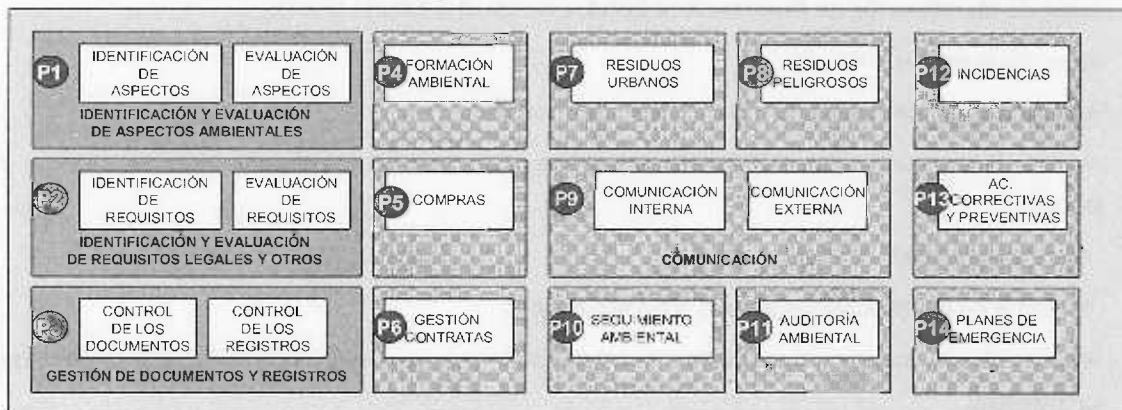 P1
IDENTIFICACIÓN
DE
ASPECTOS
EVALUACIÓN
DE
ASPECTOS
IDENTIFICACIÓN Y EVALUACIÓN
DE ASPECTOS AMBIENTALES
P4
FORMACIÓN
AMBIENTAL
P7
RESIDUOS
URBANOS
P8
RESIDUOS
PELIGROSOS
P12
INCIDENCIAS
P2
IDENTIFICACIÓN
DE
REQUISITOS
EVALUACIÓN
DE
REQUISITOS
IDENTIFICACIÓN Y EVALUACIÓN
DE REQUISITOS LEGALES Y OTROS
P5
COMPRAS
P9
COMUNICACIÓN
INTERNA
COMUNICACIÓN
EXTERNA
COMUNICACIÓN
P13
AC.
CORRECTIVAS
Y PREVENTIVAS
P3
CONTROL
DE LOS
DOCUMENTOS
CONTROL
DE LOS
REGISTROS
GESTIÓN DE DOCUMENTOS Y REGISTROS
P6
GESTIÓN
CONTRATAS
P10
SEGUIMIENTO
AMBIENTAL
P11
AUDITORÍA
AMBIENTAL
P14
PLANES DE
EMERGENCIA